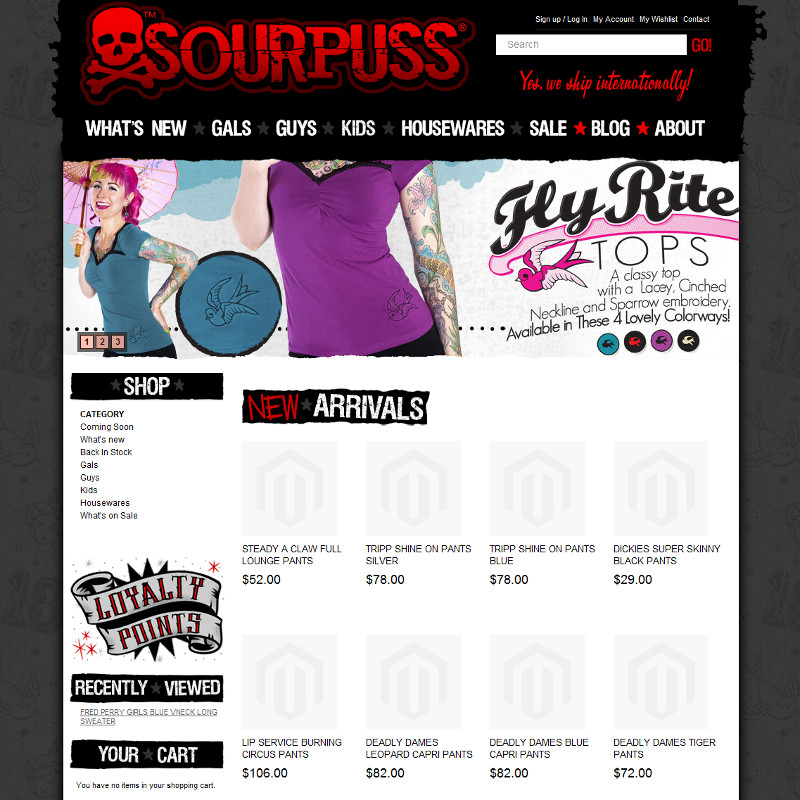 SOURPUSS™®
Sign up / Log In My Account My Wishlist Contact
Search GO!
Yes, we ship internationally!
WHAT'S NEW ★ GALS ★ GUYS ★ KIDS ★ HOUSEWARES ★ SALE ★ BLOG ★ ABOUT
Fly Rite
TOPS
A classy top
with a Lacey, Cinched
Neckline and Sparrow embroidery.
Available in These 4 Lovely Colorways!
1 2 3
★ SHOP ★
CATEGORY
Coming Soon
What's new
Back In Stock
Gals
Guys
Kids
Housewares
What's on Sale
LOYALTY
POINTS
RECENTLY ★ VIEWED
FRED PERRY GIRLS BLUE VNECK LONG
SWEATER
YOUR ★ CART
You have no items in your shopping cart.
NEW ★ ARRIVALS
STEADY A CLAW FULL
LOUNGE PANTS
$52.00
TRIPP SHINE ON PANTS
SILVER
$78.00
TRIPP SHINE ON PANTS
BLUE
$78.00
DICKIES SUPER SKINNY
BLACK PANTS
$29.00
LIP SERVICE BURNING
CIRCUS PANTS
$106.00
DEADLY DAMES
LEOPARD CAPRI PANTS
$82.00
DEADLY DAMES BLUE
CAPRI PANTS
$82.00
DEADLY DAMES TIGER
PANTS
$72.00